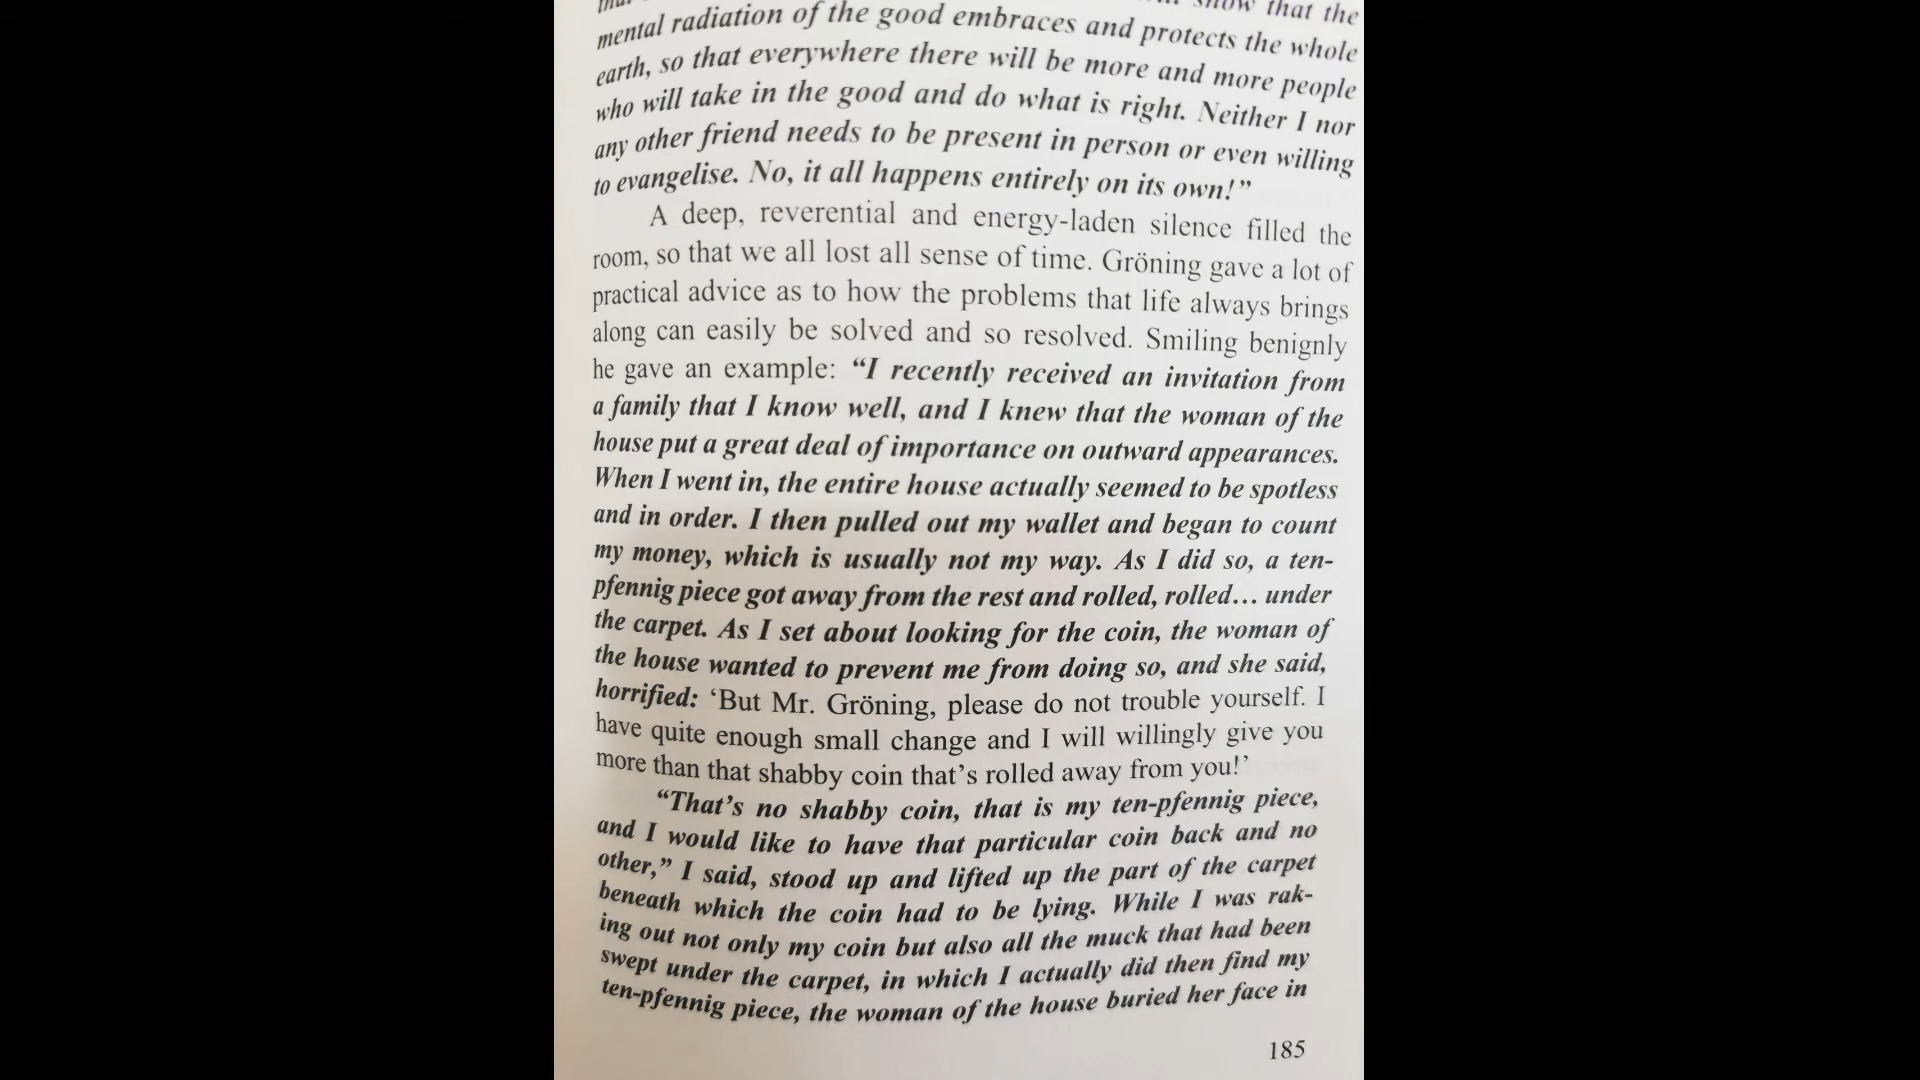 show that the
mental radiation of the good embraces and protects the whole
earth, so that everywhere there will be more and more people
who will take in the good and do what is right. Neither I nor
any other friend needs to be present in person or even willing
to evangelise. No, it all happens entirely on its own!”
A deep, reverential and energy-laden silence filled the
room, so that we all lost all sense of time. Gröning gave a lot of
practical advice as to how the problems that life always brings
along can easily be solved and so resolved. Smiling benignly
he gave an example: “I recently received an invitation from
a family that I know well, and I knew that the woman of the
house put a great deal of importance on outward appearances.
When I went in, the entire house actually seemed to be spotless
and in order. I then pulled out my wallet and began to count
my money, which is usually not my way. As I did so, a ten-
pfennig piece got away from the rest and rolled, rolled… under
the carpet. As I set about looking for the coin, the woman of
the house wanted to prevent me from doing so, and she said,
horrified: ‘But Mr. Gröning, please do not trouble yourself. I
have quite enough small change and I will willingly give you
more than that shabby coin that’s rolled away from you!’
“That’s no shabby coin, that is my ten-pfennig piece,
and I would like to have that particular coin back and no
other,” I said, stood up and lifted up the part of the carpet
beneath which the coin had to be lying. While I was rak-
ing out not only my coin but also all the muck that had been
swept under the carpet, in which I actually did then find my
ten-pfennig piece, the woman of the house buried her face in
185